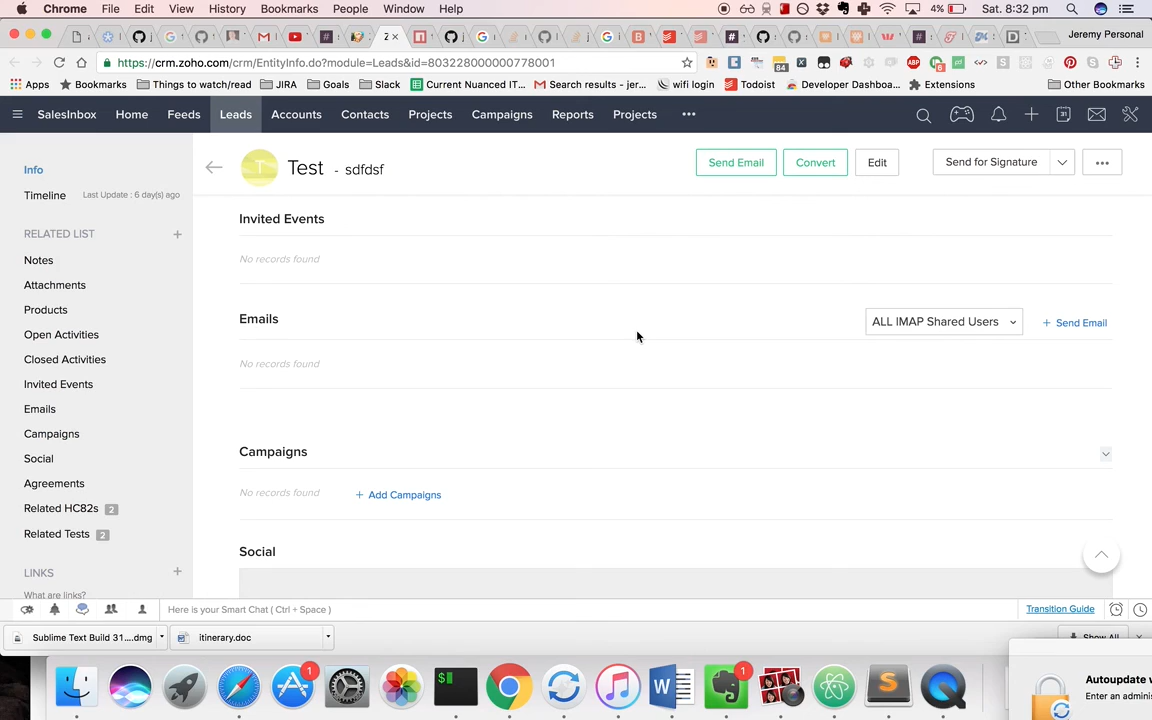 Chrome File Edit View History Bookmarks People Window Help 4% Sat. 8:32 pm
Z Jeremy Personal
https://crm.zoho.com/crm/EntityInfo.do?module=Leads&id=803228000000778001
Apps Bookmarks Things to watch/read JIRA Goals Slack Current Nuanced IT... Search results - jer... wifi login Todoist Developer Dashboa... Extensions Other Bookmarks
SalesInbox Home Feeds Leads Accounts Contacts Projects Campaigns Reports Projects
T Test - sdfdsf Send Email Convert Edit Send for Signature
Info
Timeline Last Update : 6 day(s) ago
RELATED LIST
Notes
Attachments
Products
Open Activities
Closed Activities
Invited Events
Emails
Campaigns
Social
Agreements
Related HC82s 2
Related Tests 2
LINKS
What are links?
Invited Events
No records found
Emails ALL IMAP Shared Users + Send Email
No records found
Campaigns
No records found + Add Campaigns
Social
Here is your Smart Chat ( Ctrl + Space ) Transition Guide
Sublime Text Build 31....dmg itinerary.doc Show All
Autoupdate w
Enter an adminis